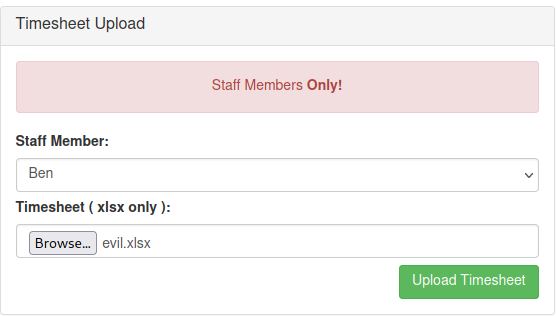 Timesheet Upload
Staff Members Only!
Staff Member:
Ben
Timesheet ( xlsx only ):
Browse... evil.xlsx
Upload Timesheet